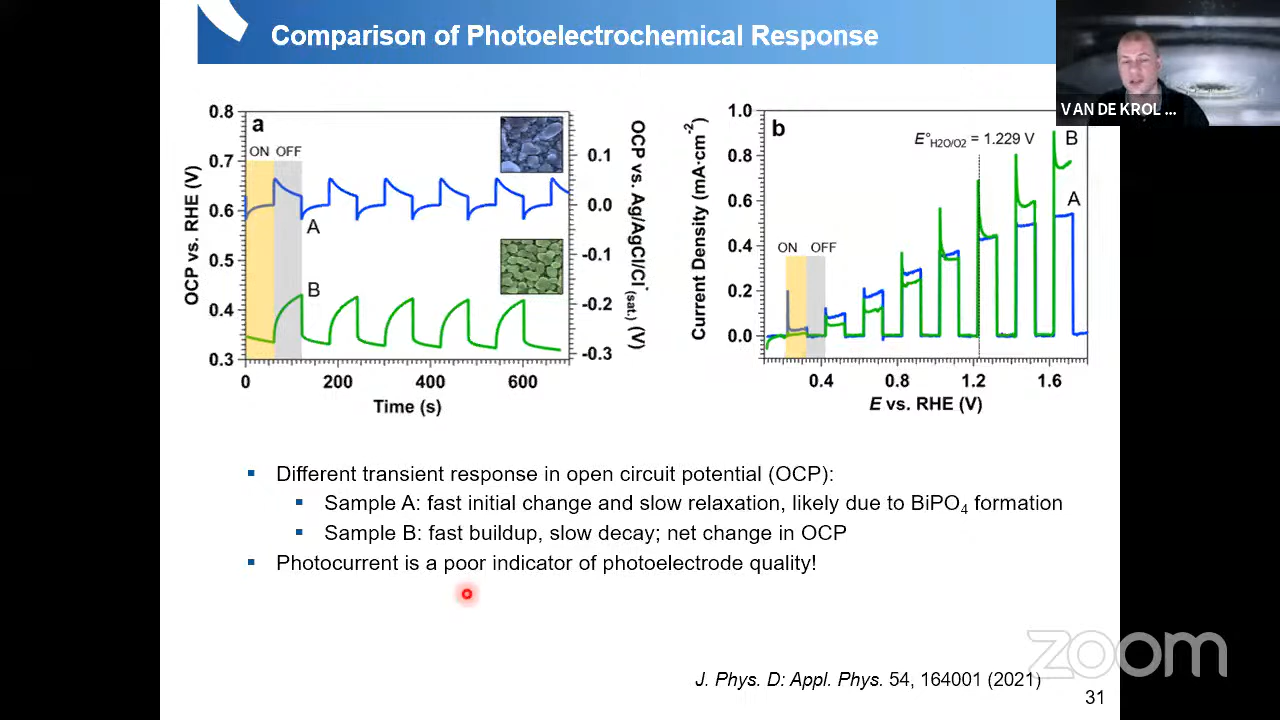 Comparison of Photoelectrochemical Response
VAN DE KROL ...
a
ON OFF
A
B
OCP vs. RHE (V)
0.8
0.7
0.6
0.5
0.4
0.3
0 200 400 600
Time (s)
0.1
0.0
-0.1
-0.2
-0.3
OCP vs. Ag/AgCl/Cl-(sat.) (V)
b
E°H2O/O2 = 1.229 V
B
A
ON OFF
Current Density (mA·cm-2)
1.0
0.8
0.6
0.4
0.2
0.0
0.4 0.8 1.2 1.6
E vs. RHE (V)
▪ Different transient response in open circuit potential (OCP):
▪ Sample A: fast initial change and slow relaxation, likely due to BiPO4 formation
▪ Sample B: fast buildup, slow decay; net change in OCP
▪ Photocurrent is a poor indicator of photoelectrode quality!
zoom
J. Phys. D: Appl. Phys. 54, 164001 (2021)
31